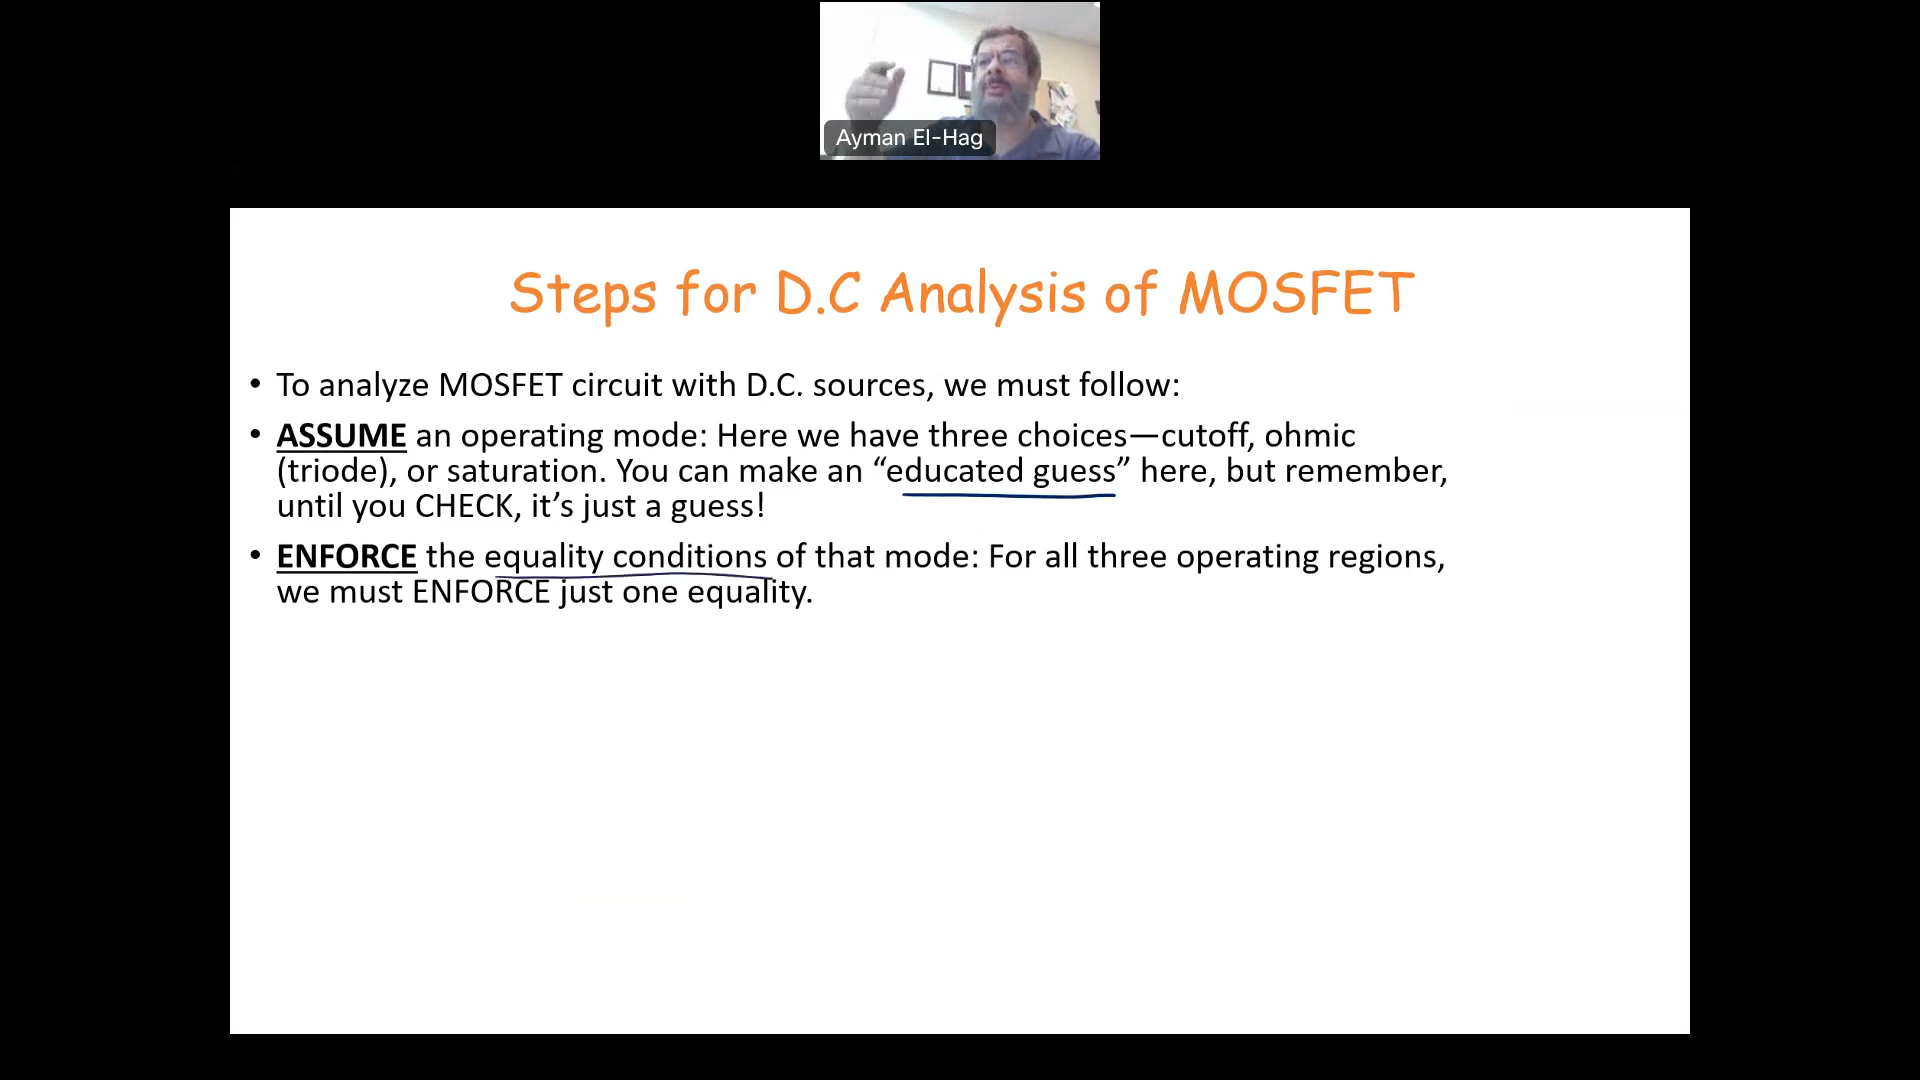 Ayman El-Hag
Steps for D.C Analysis of MOSFET
• To analyze MOSFET circuit with D.C. sources, we must follow:
• ASSUME an operating mode: Here we have three choices—cutoff, ohmic
(triode), or saturation. You can make an “educated guess” here, but remember,
until you CHECK, it’s just a guess!
• ENFORCE the equality conditions of that mode: For all three operating regions,
we must ENFORCE just one equality.